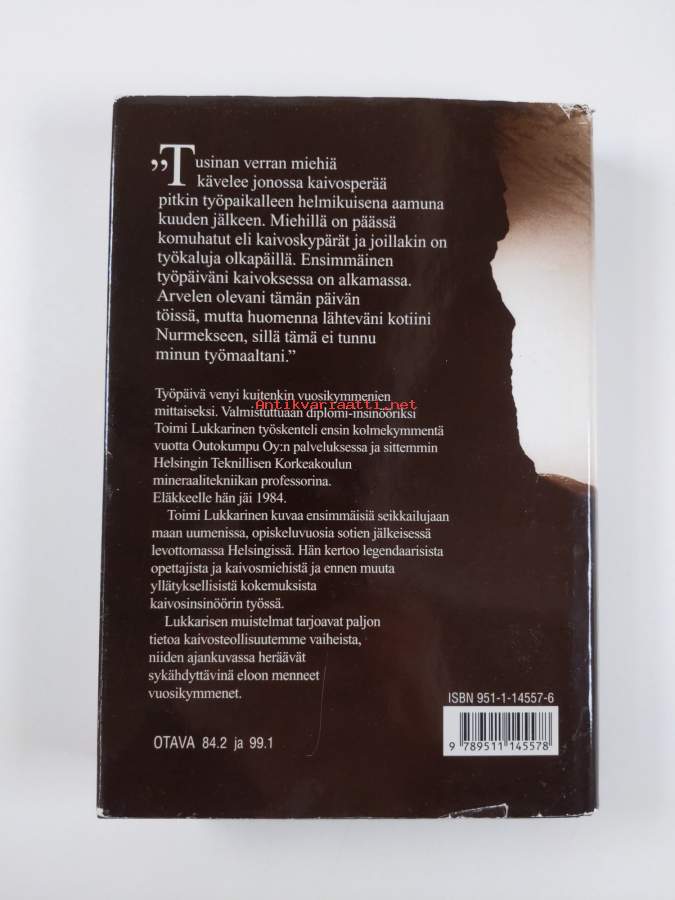 ”Tusinan verran miehiä
kävelee jonossa kaivosperää
pitkin työpaikalleen helmikuisena aamuna
kuuden jälkeen. Miehillä on päässä
komuhatut eli kaivoskypärät ja joillakin on
työkaluja olkapäillä. Ensimmäinen
työpäiväni kaivoksessa on alkamassa.
Arvelen olevani tämän päivän
töissä, mutta huomenna lähteväni kotiini
Nurmekseen, sillä tämä ei tunnu
minun työmaaltani.”
Työpäivä venyi kuitenkin vuosikymmenien
mittaiseksi. Valmistuttuaan diplomi-insinööriksi
Antikvariaatti.net
Toimi Lukkarinen työskenteli ensin kolmekymmentä
vuotta Outokumpu Oy:n palveluksessa ja sittemmin
Helsingin Teknillisen Korkeakoulun
mineraalitekniikan professorina.
Eläkkeelle hän jäi 1984.
Toimi Lukkarinen kuvaa ensimmäisiä seikkailujaan
maan uumenissa, opiskeluvuosia sotien jälkeisessä
levottomassa Helsingissä. Hän kertoo legendaarisista
opettajista ja kaivosmiehistä ja ennen muuta
yllätyksellisistä kokemuksista
kaivosinsinöörin työssä.
Lukkarisen muistelmat tarjoavat paljon
tietoa kaivosteollisuutemme vaiheista,
niiden ajankuvassa heräävät
sykähdyttävinä eloon menneet
vuosikymmenet.
ISBN 951-1-14557-6
9 789511 145578
OTAVA 84.2 ja 99.1